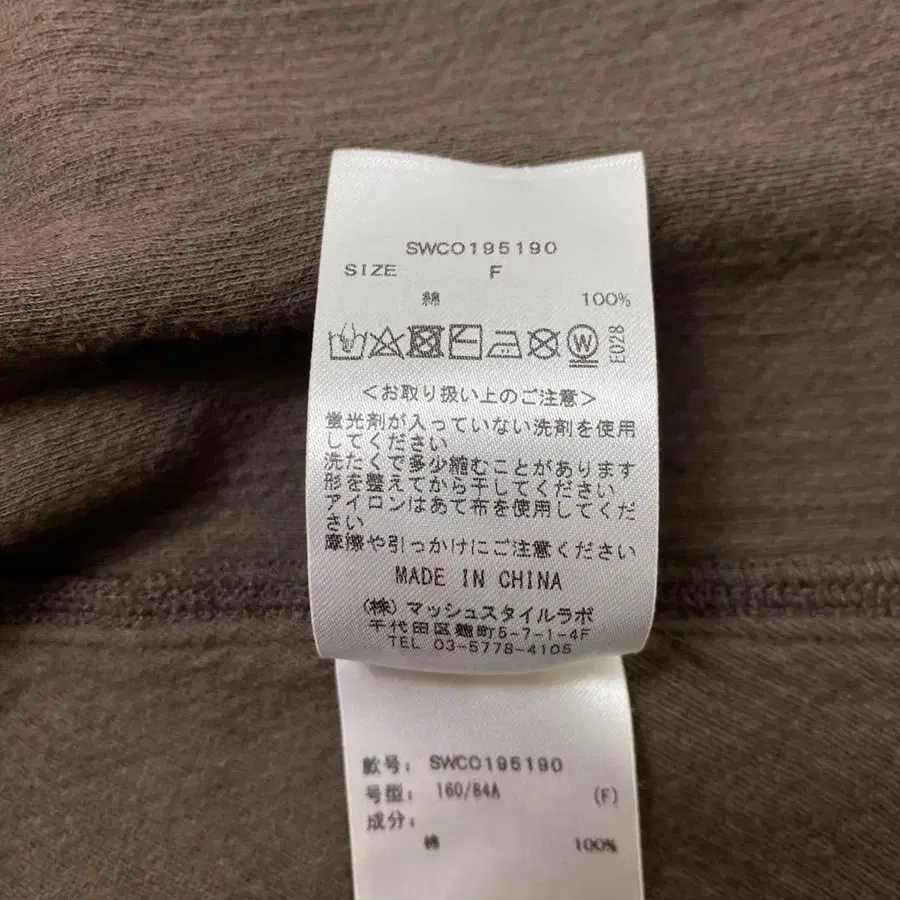 SWCO195190
SIZE F
綿 100%
W
E028
<お取り扱い上のご注意>
蛍光剤が入っていない洗剤を使用
してください
洗たくで多少縮むことがあります
形を整えてから干してください
アイロンはあて布を使用してくだ
さい
摩擦や引っかけにご注意ください
MADE IN CHINA
(株) マッシュスタイルラボ
千代田区麹町5-7-1-4F
TEL 03-5778-4105
款号: SWCO195190
号型: 160/84A (F)
成分:
棉 100%